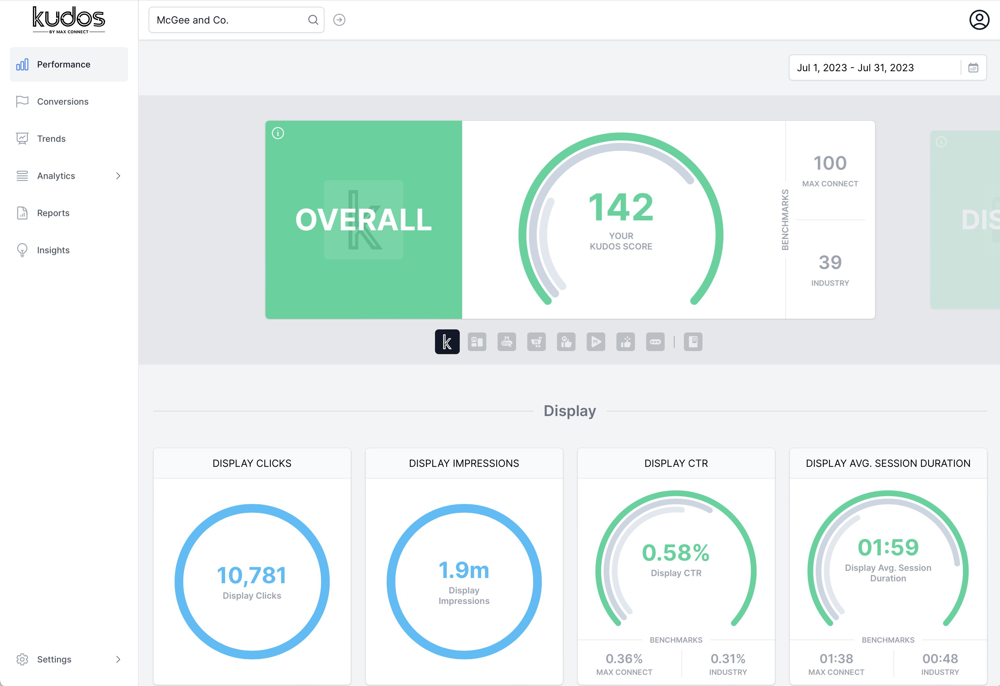 kudos
BY MAX CONNECT
McGee and Co.
Performance
Conversions
Trends
Analytics
Reports
Insights
Settings
Jul 1, 2023 - Jul 31, 2023
OVERALL
142
YOUR
KUDOS SCORE
BENCHMARKS
100
MAX CONNECT
39
INDUSTRY
DIS
k
www.
Display
DISPLAY CLICKS
10,781
Display Clicks
DISPLAY IMPRESSIONS
1.9m
Display
Impressions
DISPLAY CTR
0.58%
Display CTR
BENCHMARKS
0.36%
MAX CONNECT
0.31%
INDUSTRY
DISPLAY AVG. SESSION DURATION
01:59
Display Avg. Session
Duration
BENCHMARKS
01:38
MAX CONNECT
00:48
INDUSTRY